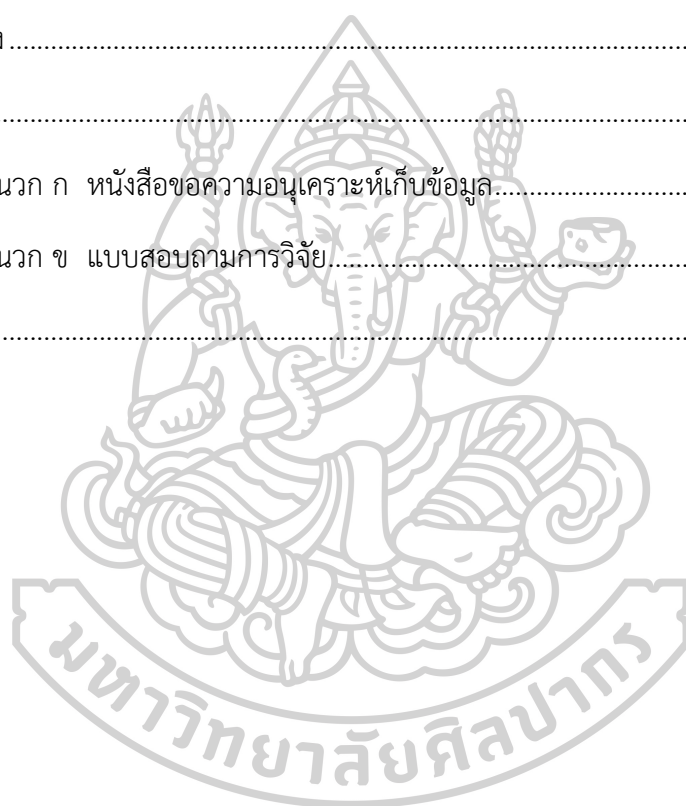 ................................................................
................................................................
นวก ก หนังสือขอความอนุเคราะห์เก็บข้อมูล................................
นวก ข แบบสอบถามการวิจัย................................................
................................................................
มหาวิทยาลัยศิลปากร